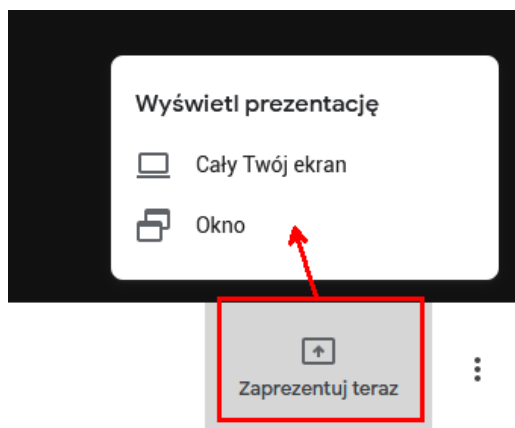 Wyświetl prezentację
Cały Twój ekran
Okno
Zaprezentuj teraz